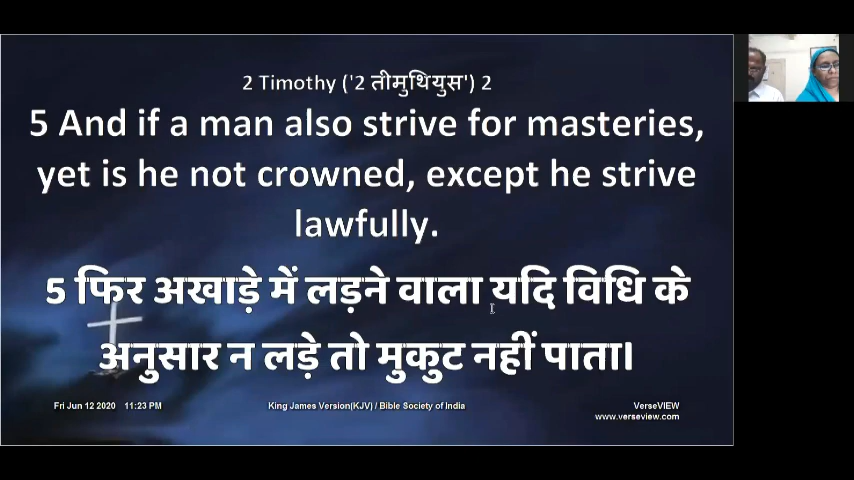 2 Timothy ('2 तीमुथियुस') 2
5 And if a man also strive for masteries,
yet is he not crowned, except he strive
lawfully.
5 फिर अखाड़े में लड़ने वाला यदि विधि के
अनुसार न लड़े तो मुकुट नहीं पाता।
Fri Jun 12 2020 11:23 PM
King James Version(KJV) / Bible Society of India
VerseVIEW
www.verseview.com